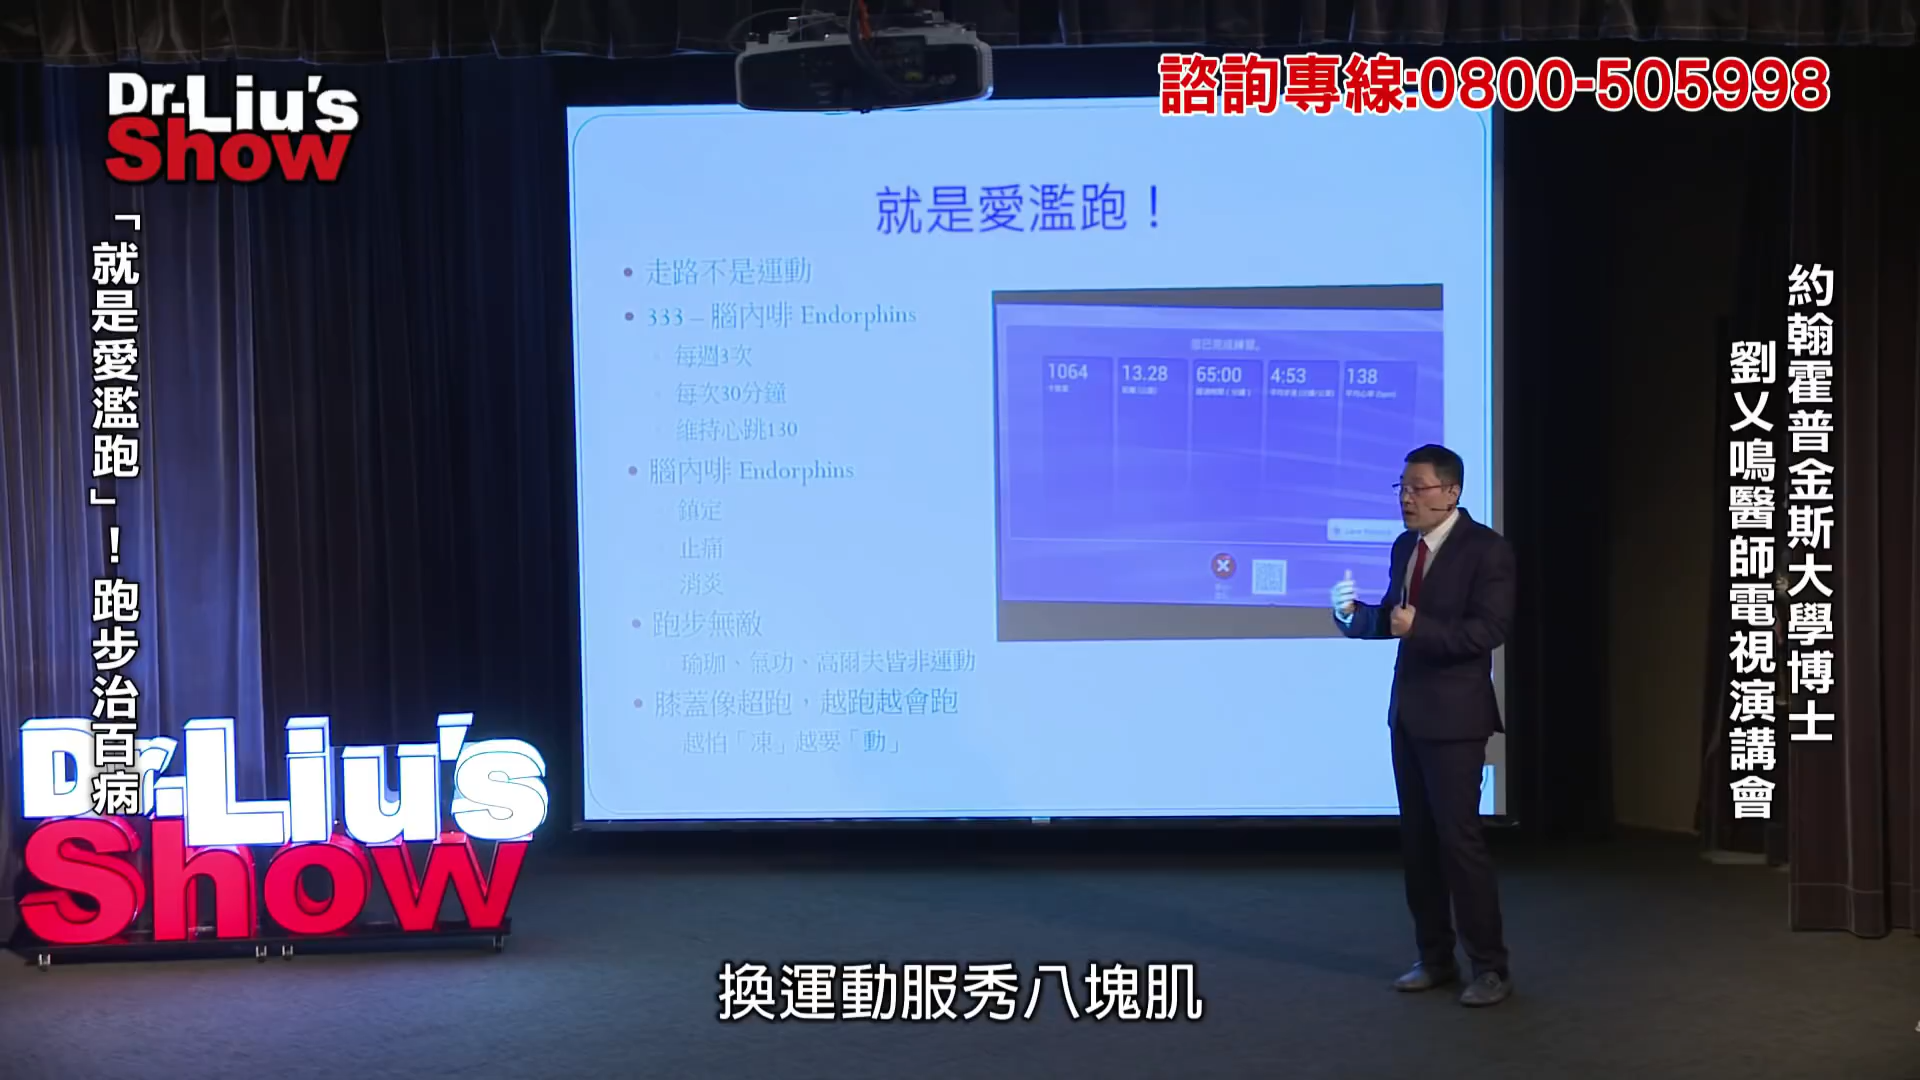 Dr. Liu's
Show
諮詢專線:0800-505998
「就是愛濫跑」！跑步治百病
約翰霍普金斯大學博士
劉乂鳴醫師電視演講會
就是愛濫跑！
• 走路不是運動
• 333 – 腦內啡 Endorphins
每週3次
每次30分鐘
維持心跳130
• 腦內啡 Endorphins
鎮定
止痛
消炎
• 跑步無敵
瑜珈、氣功、高爾夫皆非運動
• 膝蓋像超跑，越跑越會跑
越怕「凍」越要「動」
1064
13.28
65:00
4:53
138
Dr. Liu's
Show
換運動服秀八塊肌